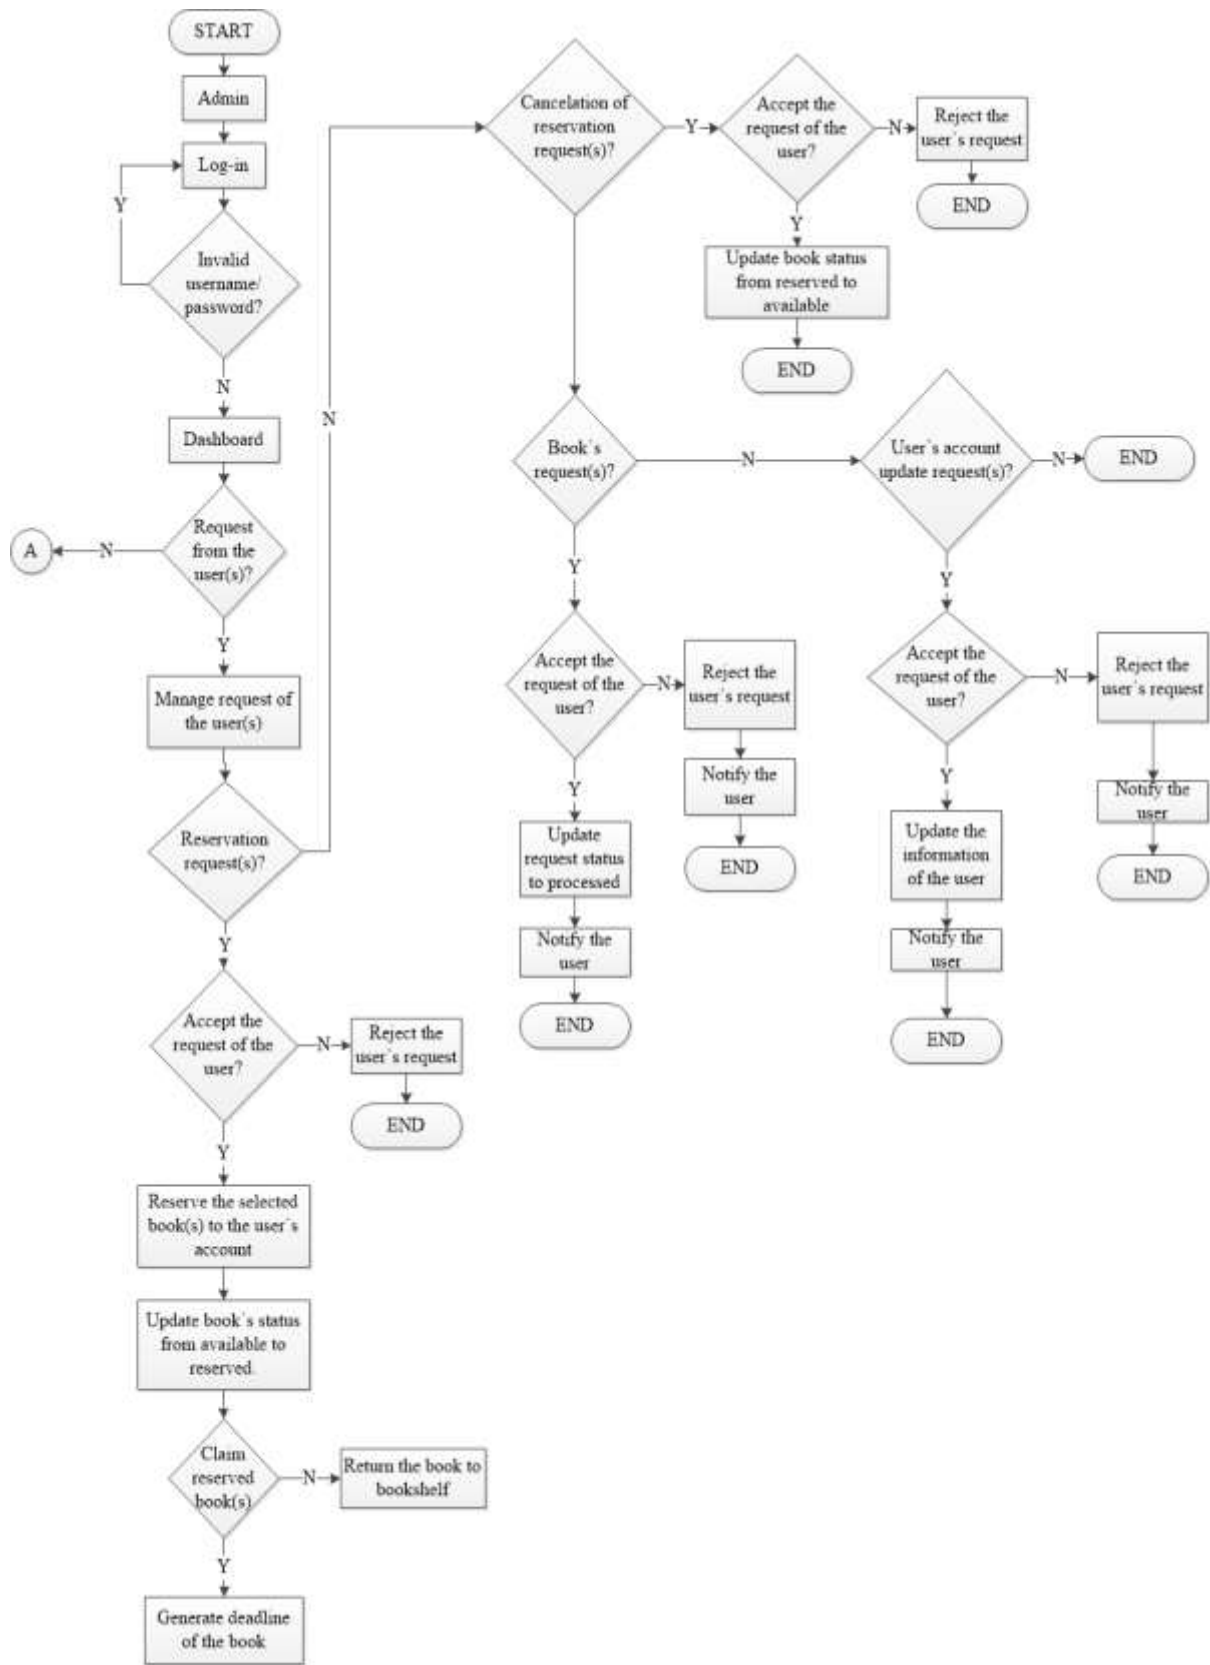 START
Admin
Log-in
Y
Invalid
username/
password?
N
Dashboard
Request
from the
user(s)?
N
A
Y
Manage request of
the user(s)
Reservation
request(s)?
N
Y
Accept the
request of the
user?
N
Reject the
user´s request
END
Y
Reserve the selected
book(s) to the user´s
account
Update book´s status
from available to
reserved.
Claim
reserved
book(s)
N
Return the book to
bookshelf
Y
Generate deadline
of the book
Cancelation of
reservation
request(s)?
Y
Accept the
request of the
user?
N
Reject the
user´s request
END
Y
Update book status
from reserved to
available
END
Book´s
request(s)?
N
User´s account
update request(s)?
N
END
Y
Accept the
request of the
user?
N
Reject the
user´s request
Notify the
user
END
Y
Update
request status
to processed
Notify the
user
END
Y
Accept the
request of the
user?
N
Reject the
user´s request
Notify the
user
END
Y
Update the
information
of the user
Notify the
user
END